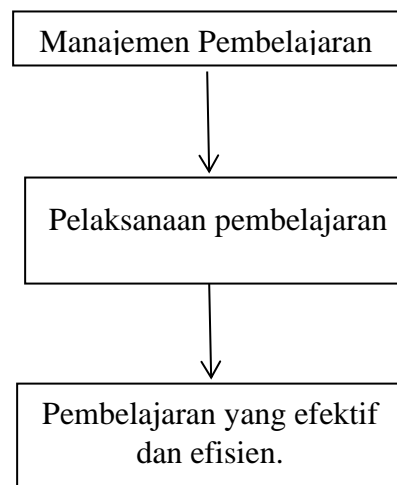 Manajemen Pembelajaran
Pelaksanaan pembelajaran
Pembelajaran yang efektif
dan efisien.